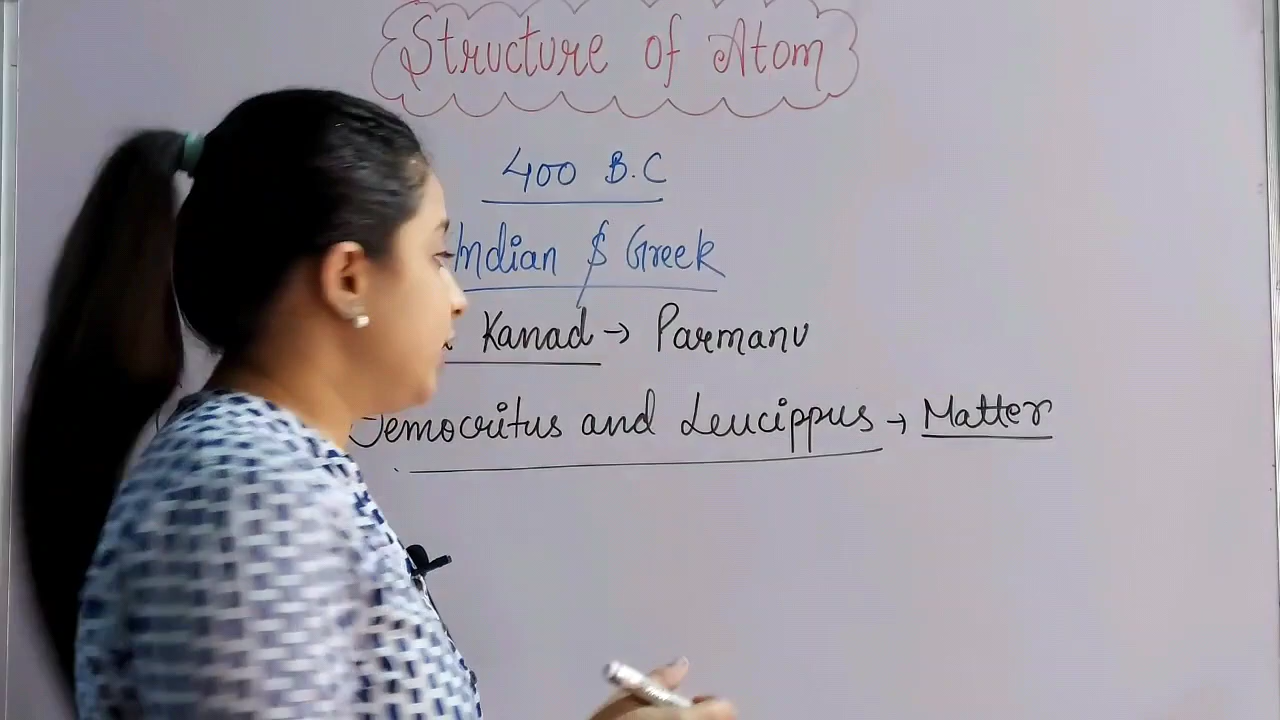 Structure of Atom
400 B.C
Indian & Greek
Kanad → Parmanu
Democritus and Leucippus → Matter